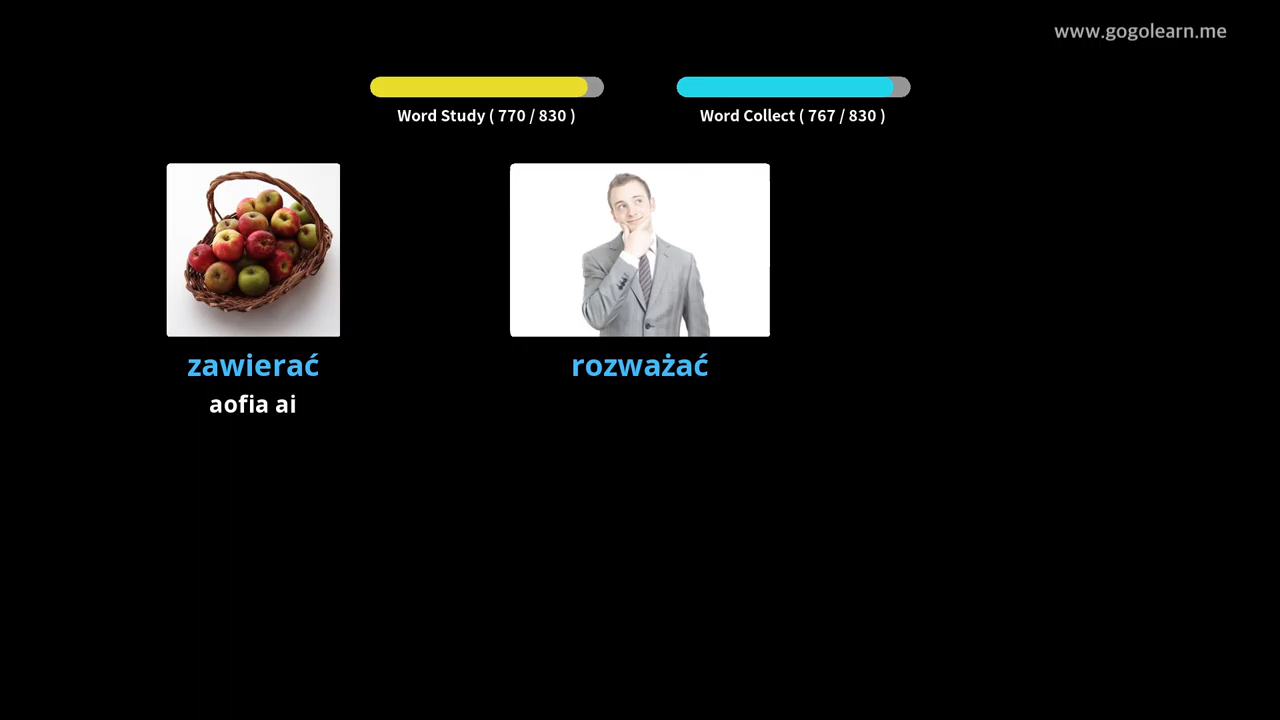 www.gogolearn.me
Word Study ( 770 / 830 )
Word Collect ( 767 / 830 )
zawierać
rozważać
aofia ai